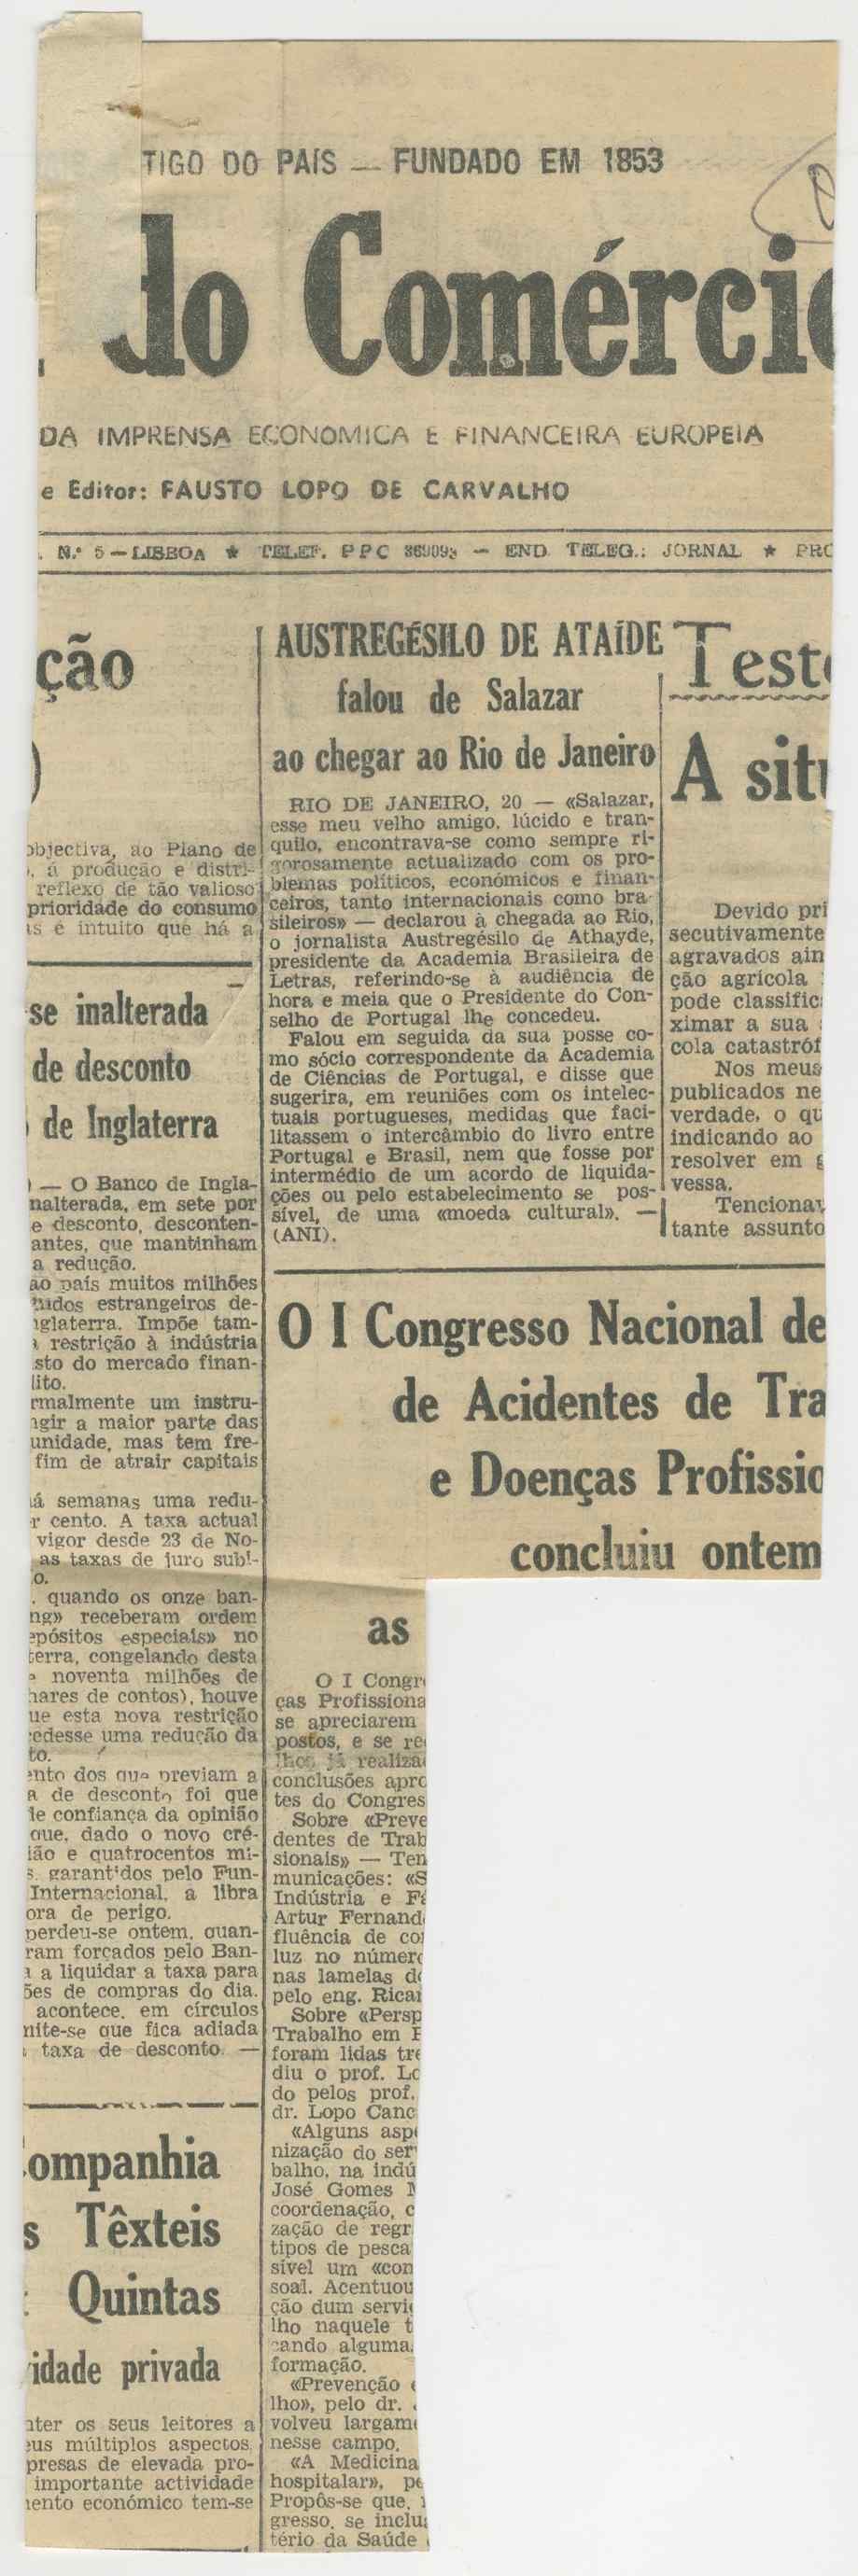 TIGO DO PAÍS — FUNDADO EM 1853
do Comérci
DA IMPRENSA ECONOMICA E FINANCEIRA EUROPEIA
e Editor: FAUSTO LOPO DE CARVALHO
N.º 5 — LISBOA ★ TELEF. PPC — END. TELEG.: JORNAL ★ PRO
ção
)
objectiva, ao Plano de
, à produção e distri-
reflexo de tão valioso
prioridade do consumo
as é intuito que há a
se inalterada
de desconto
de Inglaterra
) — O Banco de Ingla-
nalterada, em sete por
e desconto, desconten-
antes, que mantinham
a redução.
ao país muitos milhões
tuidos estrangeiros de-
nglaterra. Impõe tam-
a restrição à indústria
sto do mercado finan-
lito.
rmalmente um instru-
ngir a maior parte das
unidade, mas tem fre-
fim de atrair capitais
há semanas uma redu-
r cento. A taxa actual
vigor desde 23 de No-
as taxas de juro subi-
o.
. quando os onze ban-
ng» receberam ordem
epósitos especiais» no
terra, congelando desta
noventa milhões de
hares de contos), houve
ue esta nova restrição
cedesse uma redução da
to.
ento dos que previam a
a de desconto foi que
de confiança da opinião
que, dado o novo cré-
ião e quatrocentos mi-
s, garantidos pelo Fun-
Internacional, a libra
ora de perigo.
perdeu-se ontem, quan-
ram forçados pelo Ban-
a a liquidar a taxa para
ões de compras do dia.
acontece, em círculos
mite-se que fica adiada
taxa de desconto. —
ompanhia
s Têxteis
Quintas
idade privada
nter os seus leitores a
eus múltiplos aspectos,
presas de elevada pro-
importante actividade
mento económico tem-se
AUSTREGÉSILO DE ATAÍDE
falou de Salazar
ao chegar ao Rio de Janeiro
RIO DE JANEIRO, 20 — «Salazar,
esse meu velho amigo, lúcido e tran-
quilo, encontrava-se como sempre ri-
gorosamente actualizado com os pro-
blemas políticos, económicos e finan-
ceiros, tanto internacionais como bra-
sileiros» — declarou à chegada ao Rio,
o jornalista Austregésilo de Athayde,
presidente da Academia Brasileira de
Letras, referindo-se à audiência de
hora e meia que o Presidente do Con-
selho de Portugal lhe concedeu.
Falou em seguida da sua posse co-
mo sócio correspondente da Academia
de Ciências de Portugal, e disse que
sugerira, em reuniões com os intelec-
tuais portugueses, medidas que faci-
litassem o intercâmbio do livro entre
Portugal e Brasil, nem que fosse por
intermédio de um acordo de liquida-
ções ou pelo estabelecimento se pos-
sível, de uma «moeda cultural». —
(ANI).
Test
A sit
Devido pri
secutivamente
agravados ain
ção agrícola
pode classific
ximar a sua
cola catastróf
Nos meus
publicados ne
verdade, o qu
indicando ao
resolver em g
vessa.
Tencionav
tante assunto
O I Congresso Nacional de
de Acidentes de Tra
e Doenças Profissio
concluiu ontem
as
O I Congr
ças Profissiona
se apreciarem
postos, e se re
lhos já realiza
conclusões apro
tes do Congres
Sobre «Preve
dentes de Trab
sionais» — Ten
municações: «S
Indústria e Fá
Artur Fernand
fluência de co
luz no número
nas lamelas d
pelo eng. Ricar
Sobre «Persp
Trabalho em P
foram lidas tre
diu o prof. Lo
do pelos prof.
dr. Lopo Canc
«Alguns aspe
nização do ser
balho, na indú
José Gomes M
coordenação, c
zação de regr
tipos de pesca
sível um «con
soal. Acentuou
ção dum servi
lho naquele t
cando alguma
formação.
«Prevenção
lho», pelo dr.
volveu largame
nesse campo.
«A Medicina
hospitalar», pe
Propôs-se que,
gresso, se inclu
tério da Saúde